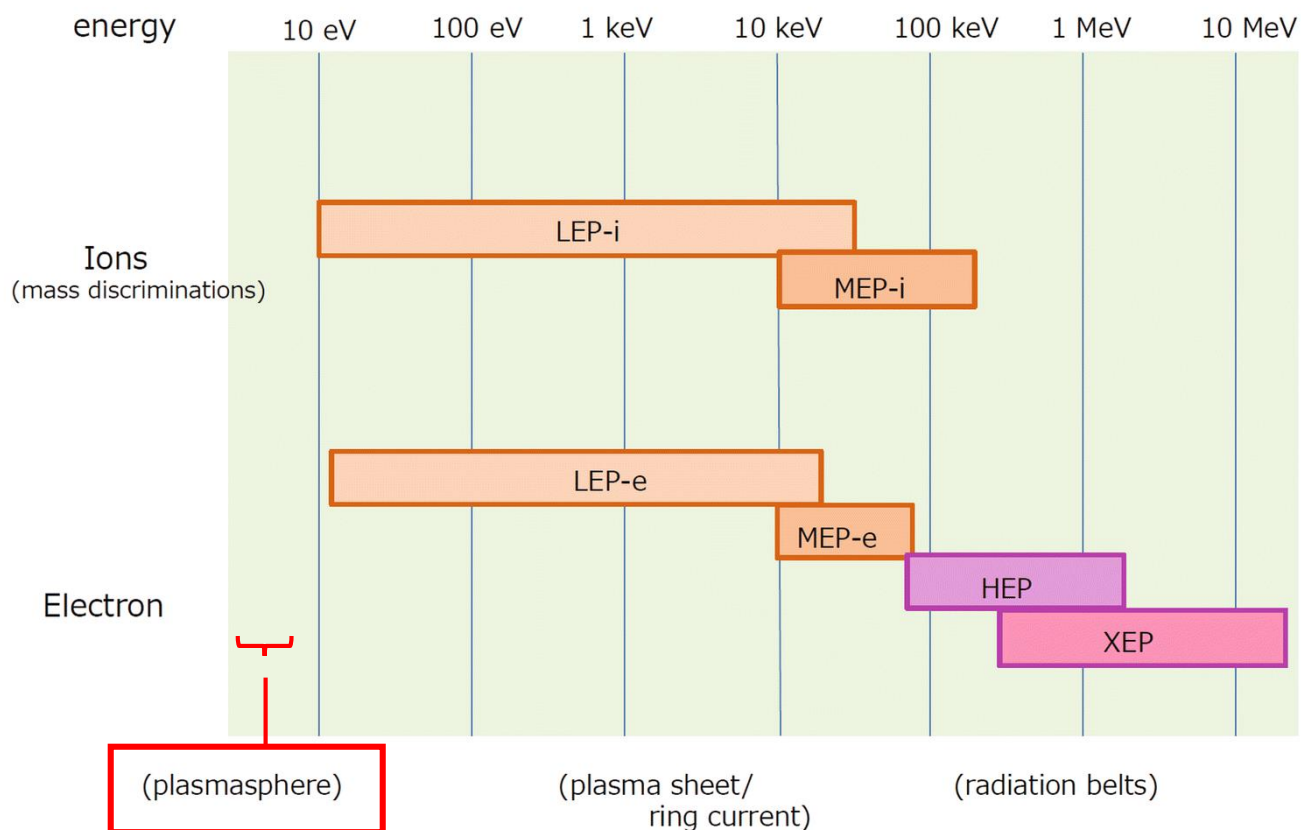 energy 10 eV 100 eV 1 keV 10 keV 100 keV 1 MeV 10 MeV
LEP-i
Ions
(mass discriminations)
MEP-i
LEP-e
MEP-e
HEP
Electron
XEP
(plasmasphere) (plasma sheet/ (radiation belts)
ring current)